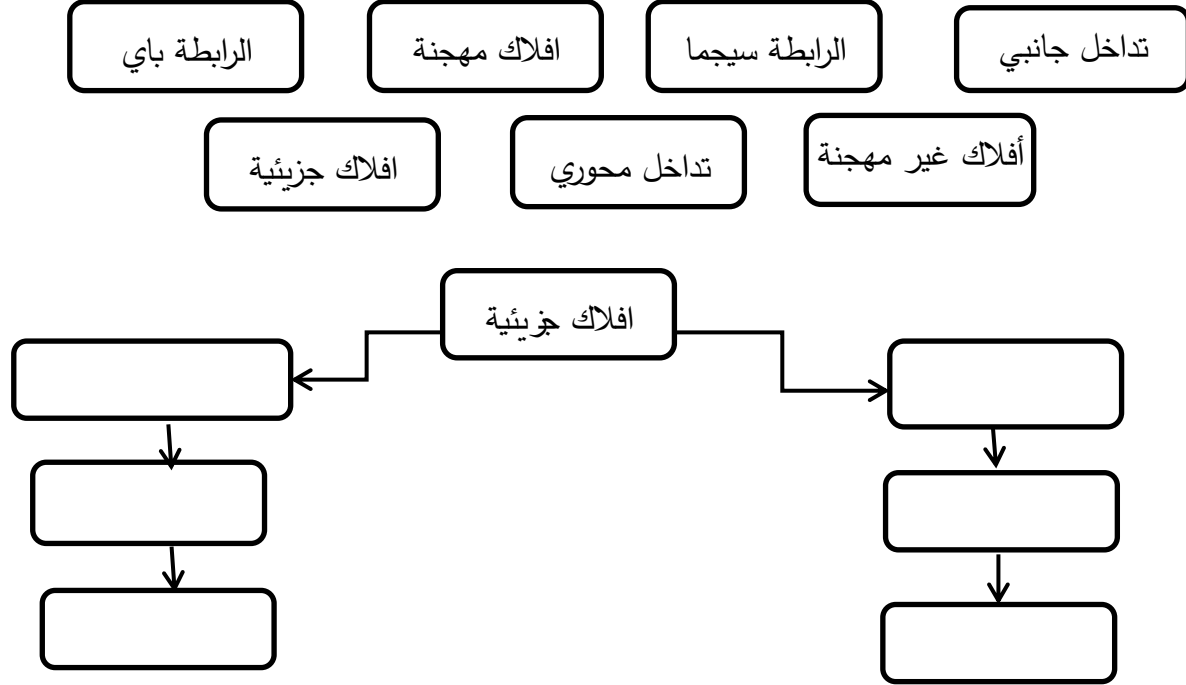 تداخل جانبي
الرابطة سيجما
افلاك مهجنة
الرابطة باي
أفلاك غير مهجنة
تداخل محوري
افلاك جزيئية
افلاك جزيئية